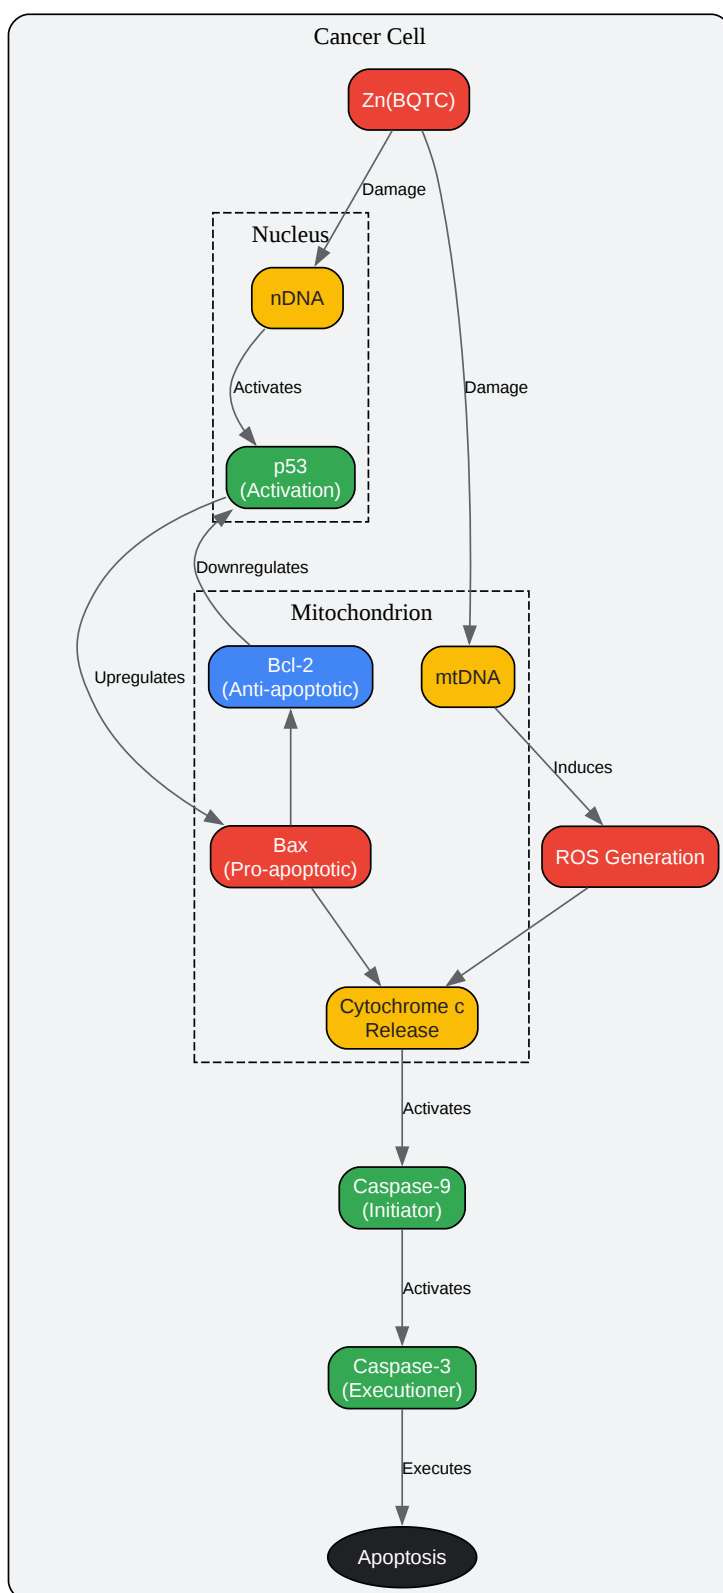 Cancer Cell
Zn(BQTC)
Damage
Nucleus
nDNA
Activates
Damage
p53
(Activation)
Downregulates
Mitochondrion
Bcl-2
(Anti-apoptotic)
mtDNA
Upregulates
Induces
Bax
(Pro-apoptotic)
ROS Generation
Cytochrome c
Release
Activates
Caspase-9
(Initiator)
Activates
Caspase-3
(Executioner)
Executes
Apoptosis